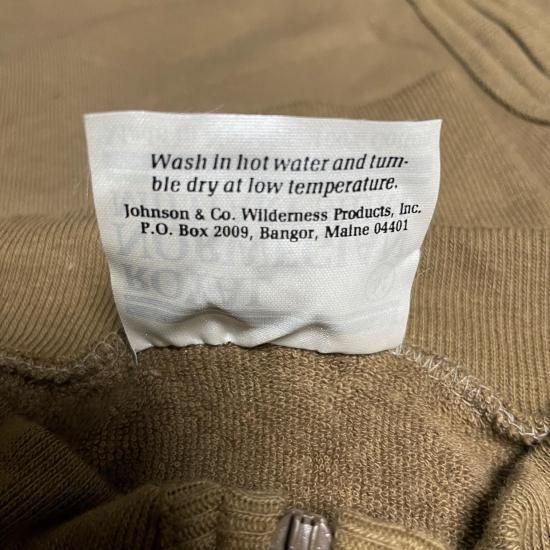 Wash in hot water and tum-
ble dry at low temperature.
Johnson & Co. Wilderness Products, Inc.
P.O. Box 2009, Bangor, Maine 04401